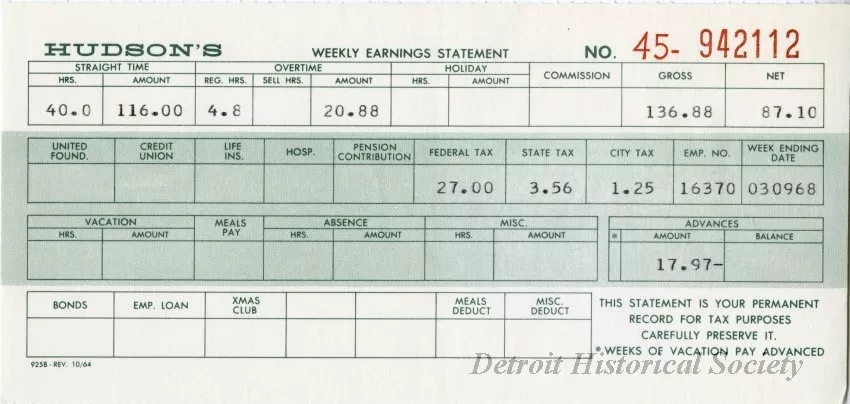 HUDSON'S WEEKLY EARNINGS STATEMENT NO. 45- 942112
STRAIGHT TIME OVERTIME HOLIDAY COMMISSION GROSS NET
HRS. AMOUNT REG. HRS. SELL HRS. AMOUNT HRS. AMOUNT
40.0 116.00 4.8 20.88 136.88 87.10
UNITED FOUND. CREDIT UNION LIFE INS. HOSP. PENSION CONTRIBUTION FEDERAL TAX STATE TAX CITY TAX EMP. NO. WEEK ENDING DATE
27.00 3.56 1.25 16370 030968
VACATION MEALS PAY ABSENCE MISC. ADVANCES
HRS. AMOUNT HRS. AMOUNT HRS. AMOUNT * AMOUNT BALANCE
17.97-
BONDS EMP. LOAN XMAS CLUB MEALS DEDUCT MISC. DEDUCT
THIS STATEMENT IS YOUR PERMANENT
RECORD FOR TAX PURPOSES
CAREFULLY PRESERVE IT.
*WEEKS OF VACATION PAY ADVANCED
925B - REV. 10/64
Detroit Historical Society